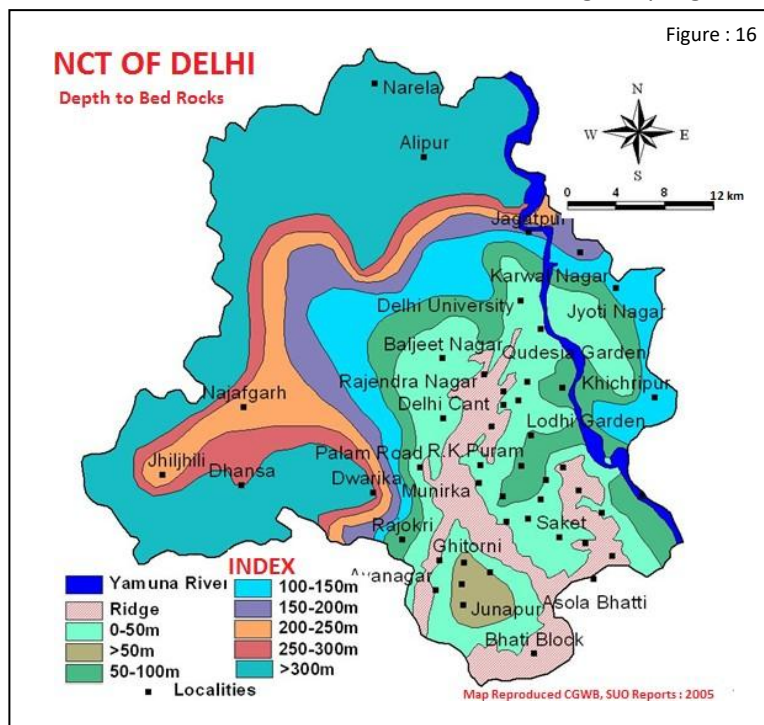 Figure : 16
NCT OF DELHI
Depth to Bed Rocks
N
W E
S
0 4 8 12 km
Narela
Alipur
Jagatpur
Karwal Nagar
Delhi University
Jyoti Nagar
Baljeet Nagar
Qudesia Garden
Rajendra Nagar
Khichripur
Delhi Cant
Lodhi Garden
Najafgarh
Palam Road
R.K Puram
Jhiljhili
Dhansa
Dwarika
Munirka
Rajokri
Saket
Ghitorni
Ayanagar
Junapur
Asola Bhatti
Bhati Block
INDEX
Yamuna River
Ridge
0-50m
>50m
50-100m
100-150m
150-200m
200-250m
250-300m
>300m
Localities
Map Reproduced CGWB, SUO Reports : 2005